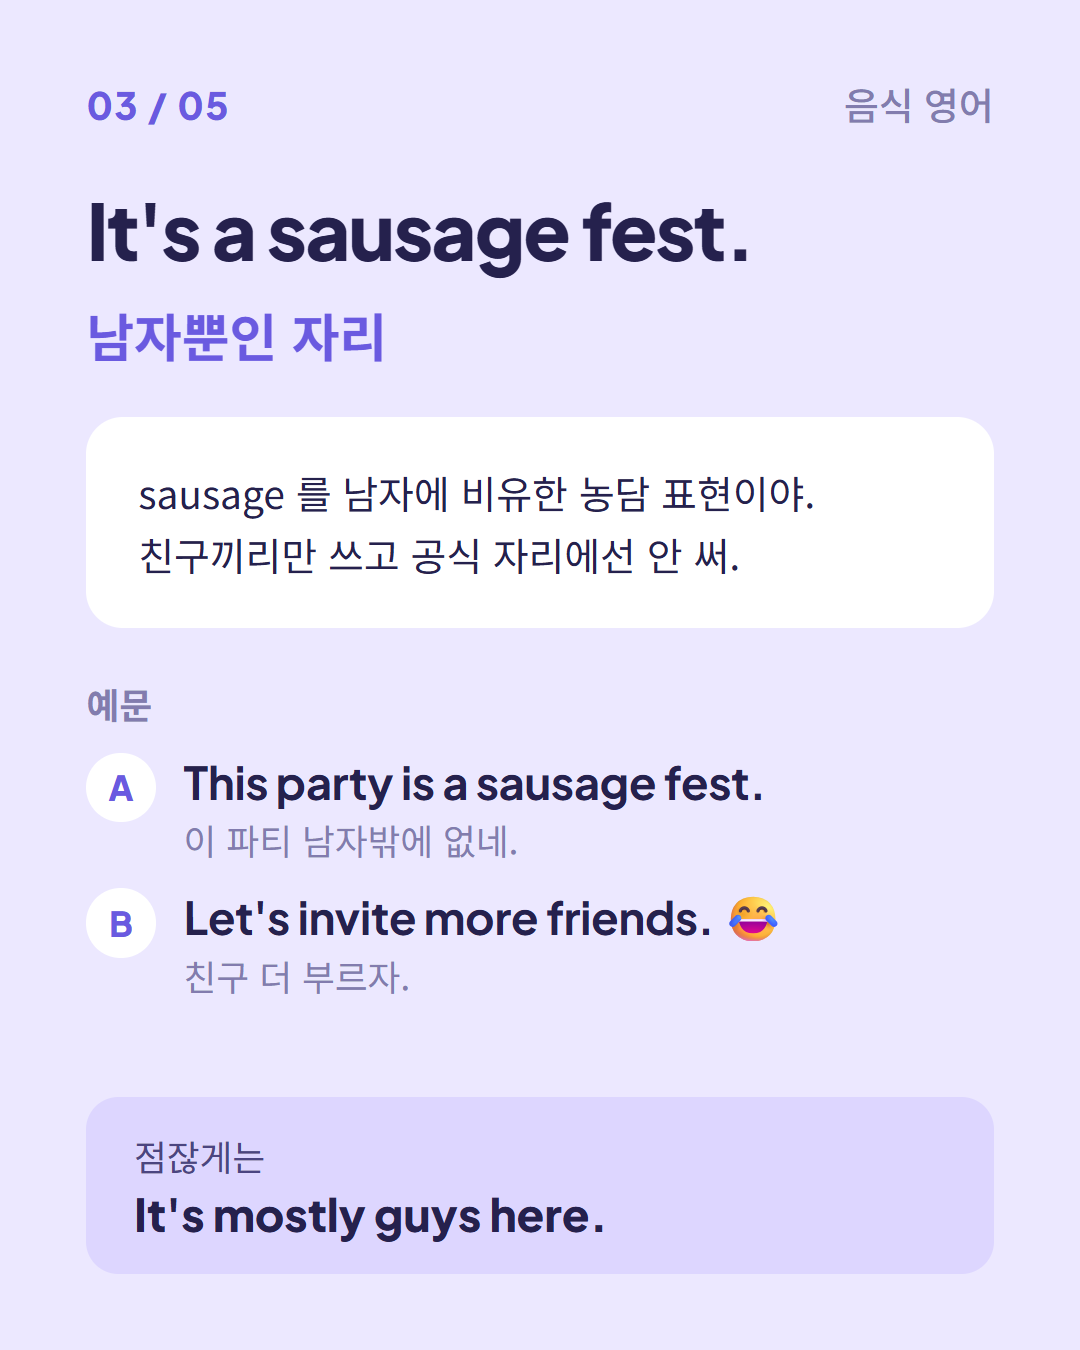 03 / 05
음식 영어
It's a sausage fest.
남자뿐인 자리
sausage 를 남자에 비유한 농담 표현이야.
친구끼리만 쓰고 공식 자리에선 안 써.
예문
A
This party is a sausage fest.
이 파티 남자밖에 없네.
B
Let's invite more friends. 😂
친구 더 부르자.
점잖게는
It's mostly guys here.